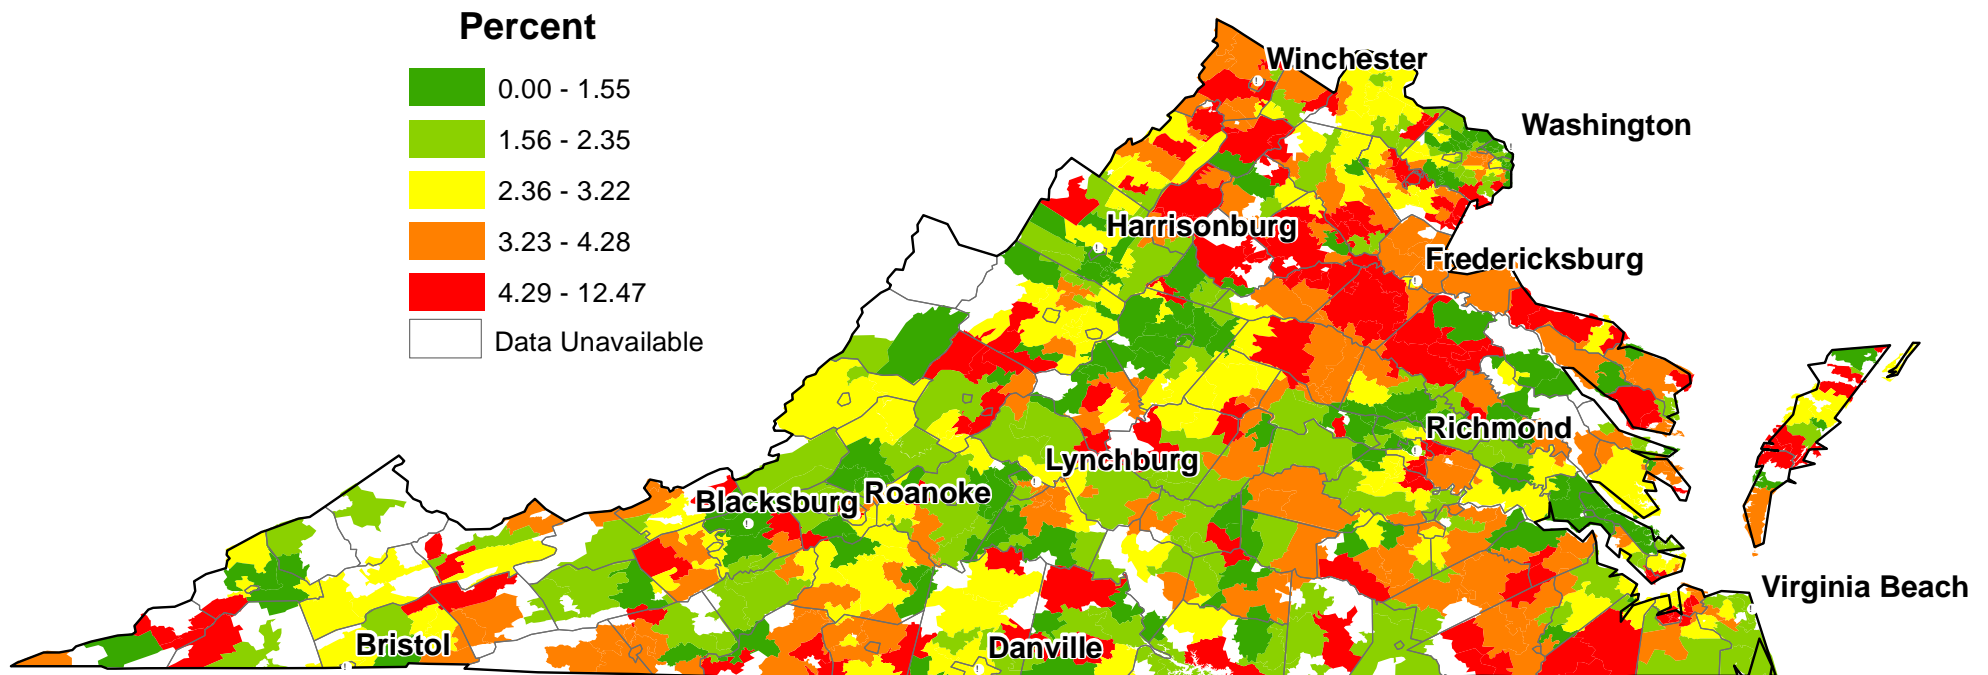 Percent
0.00 - 1.55
1.56 - 2.35
2.36 - 3.22
3.23 - 4.28
4.29 - 12.47
Data Unavailable
Winchester
Washington
Harrisonburg
Fredericksburg
Richmond
Lynchburg
Roanoke
Blacksburg
Virginia Beach
Bristol
Danville